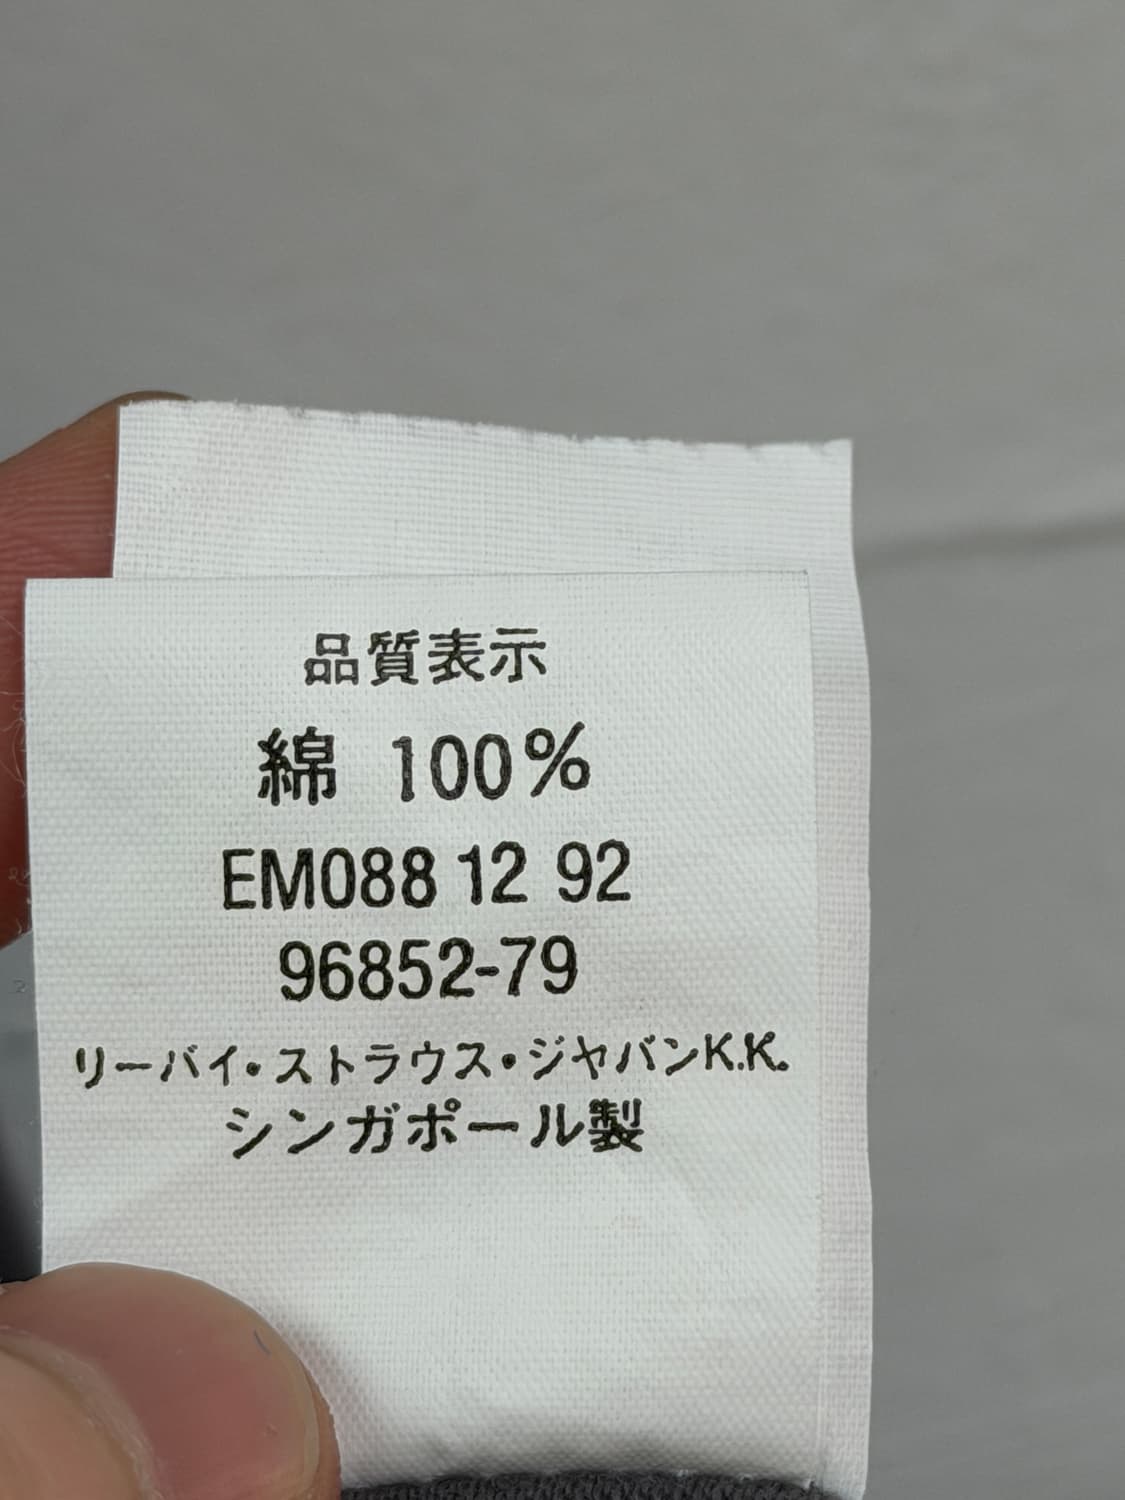 品質表示
綿 100%
EM088 12 92
96852-79
リーバイ・ストラウス・ジャパンK.K.
シンガポール製